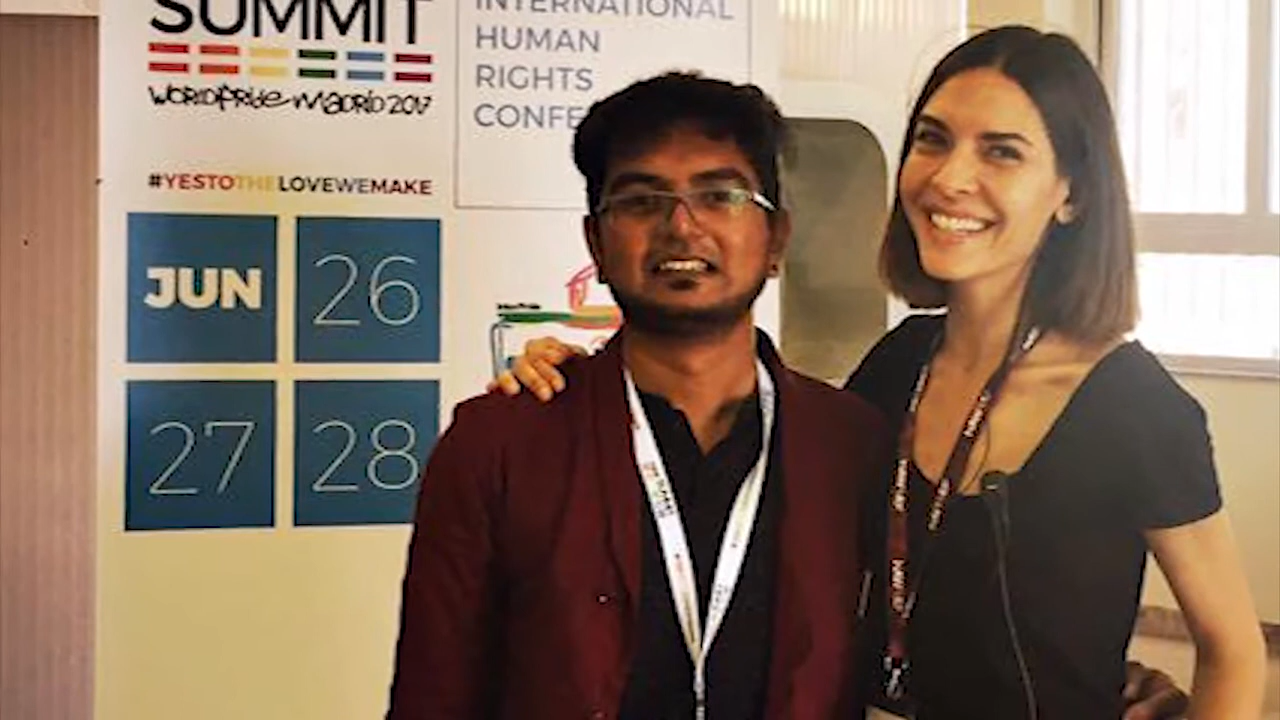 SUMMIT
WORLDPRIDE MADRID 2017
#YESTOTHELOVEWEMAKE
JUN 26
27 28
INTERNATIONAL
HUMAN
RIGHTS
CONFE